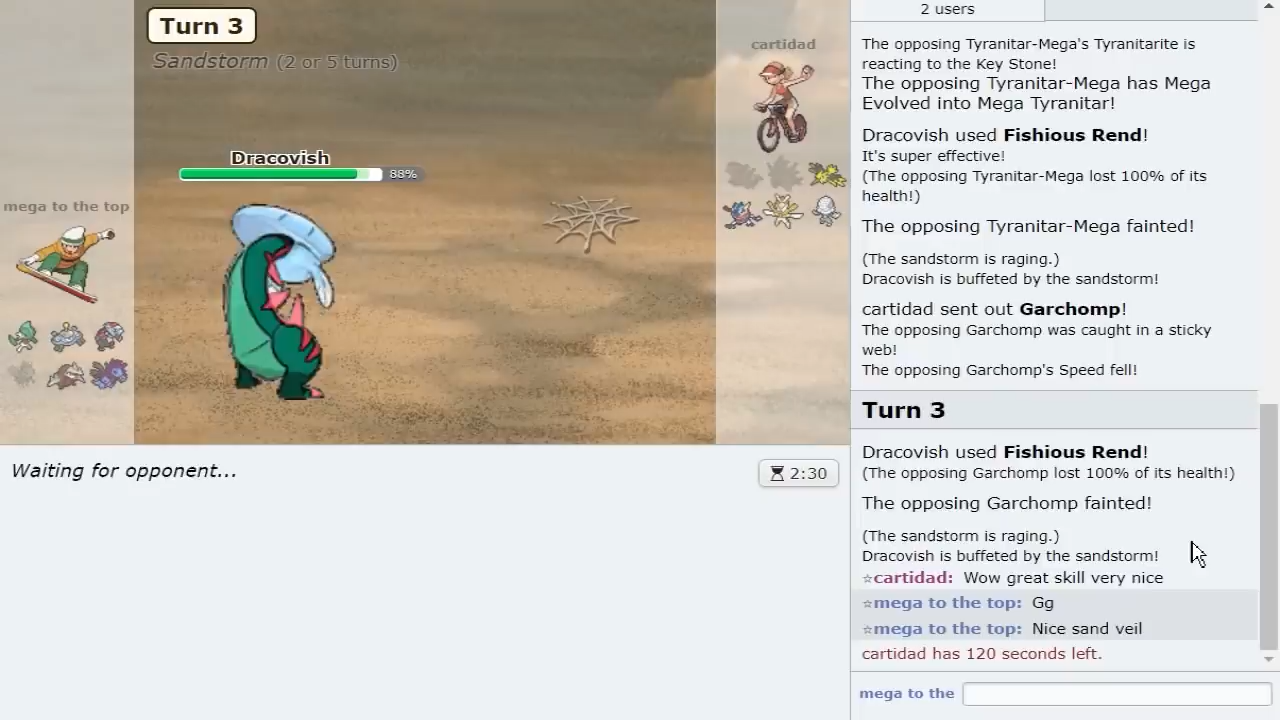 Turn 3
Sandstorm (2 or 5 turns)
Dracovish
88%
mega to the top
cartidad
Waiting for opponent...
2:30
2 users
The opposing Tyranitar-Mega's Tyranitarite is
reacting to the Key Stone!
The opposing Tyranitar-Mega has Mega
Evolved into Mega Tyranitar!
Dracovish used Fishious Rend!
It's super effective!
(The opposing Tyranitar-Mega lost 100% of its
health!)
The opposing Tyranitar-Mega fainted!
(The sandstorm is raging.)
Dracovish is buffeted by the sandstorm!
cartidad sent out Garchomp!
The opposing Garchomp was caught in a sticky
web!
The opposing Garchomp's Speed fell!
Turn 3
Dracovish used Fishious Rend!
(The opposing Garchomp lost 100% of its health!)
The opposing Garchomp fainted!
(The sandstorm is raging.)
Dracovish is buffeted by the sandstorm!
☆cartidad: Wow great skill very nice
☆mega to the top: Gg
☆mega to the top: Nice sand veil
cartidad has 120 seconds left.
mega to the